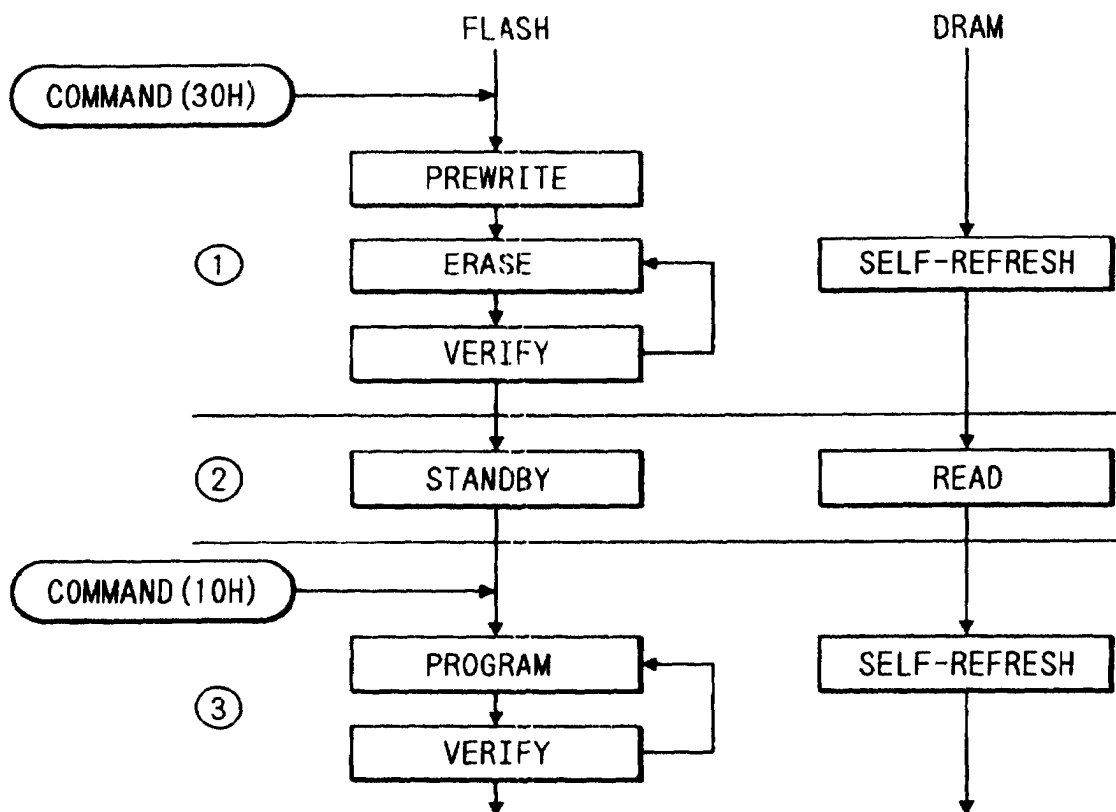 FLASH DRAM
COMMAND(30H)
PREWRITE
1 ERASE SELF-REFRESH
VERIFY
2 STANDBY READ
COMMAND(10H)
PROGRAM SELF-REFRESH
3
VERIFY